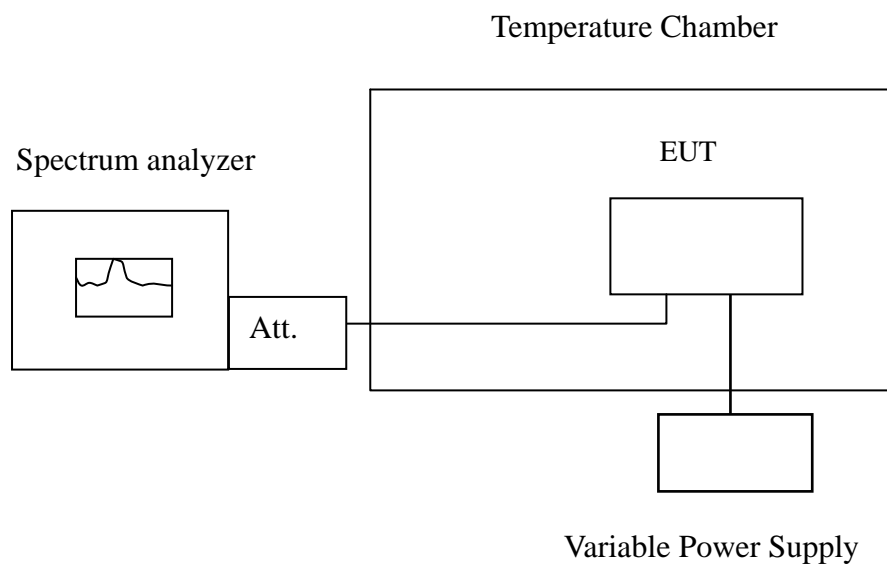 Temperature Chamber
Spectrum analyzer
EUT
Att.
Variable Power Supply